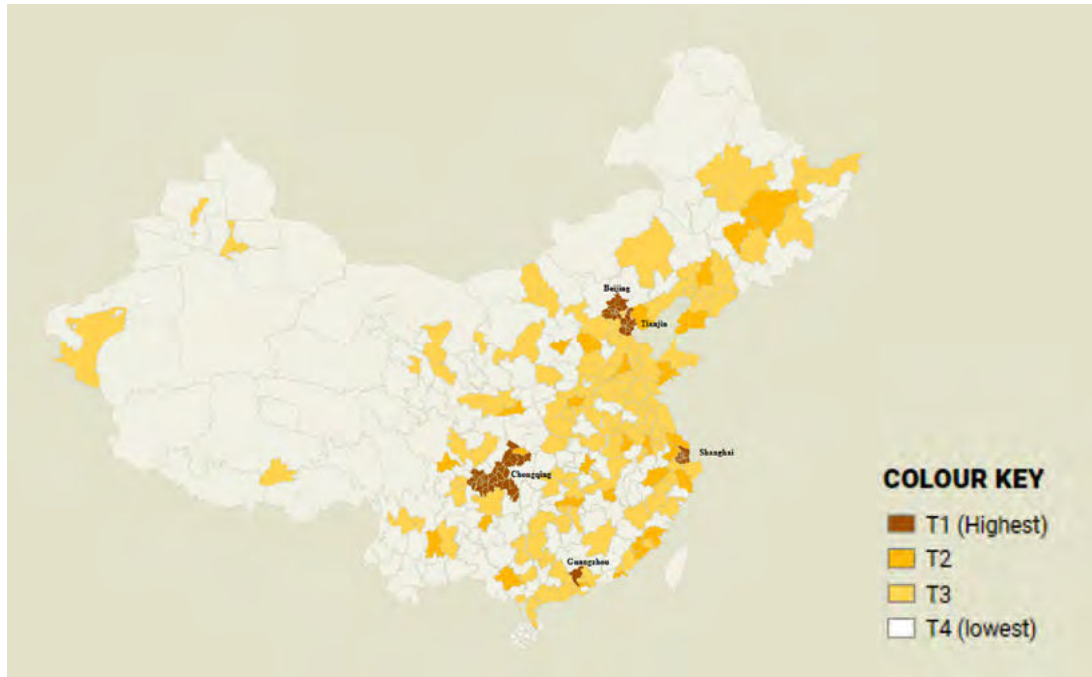 Beijing
Tianjin
Shanghai
Chongqing
Guangzhou
COLOUR KEY
T1 (Highest)
T2
T3
T4 (lowest)